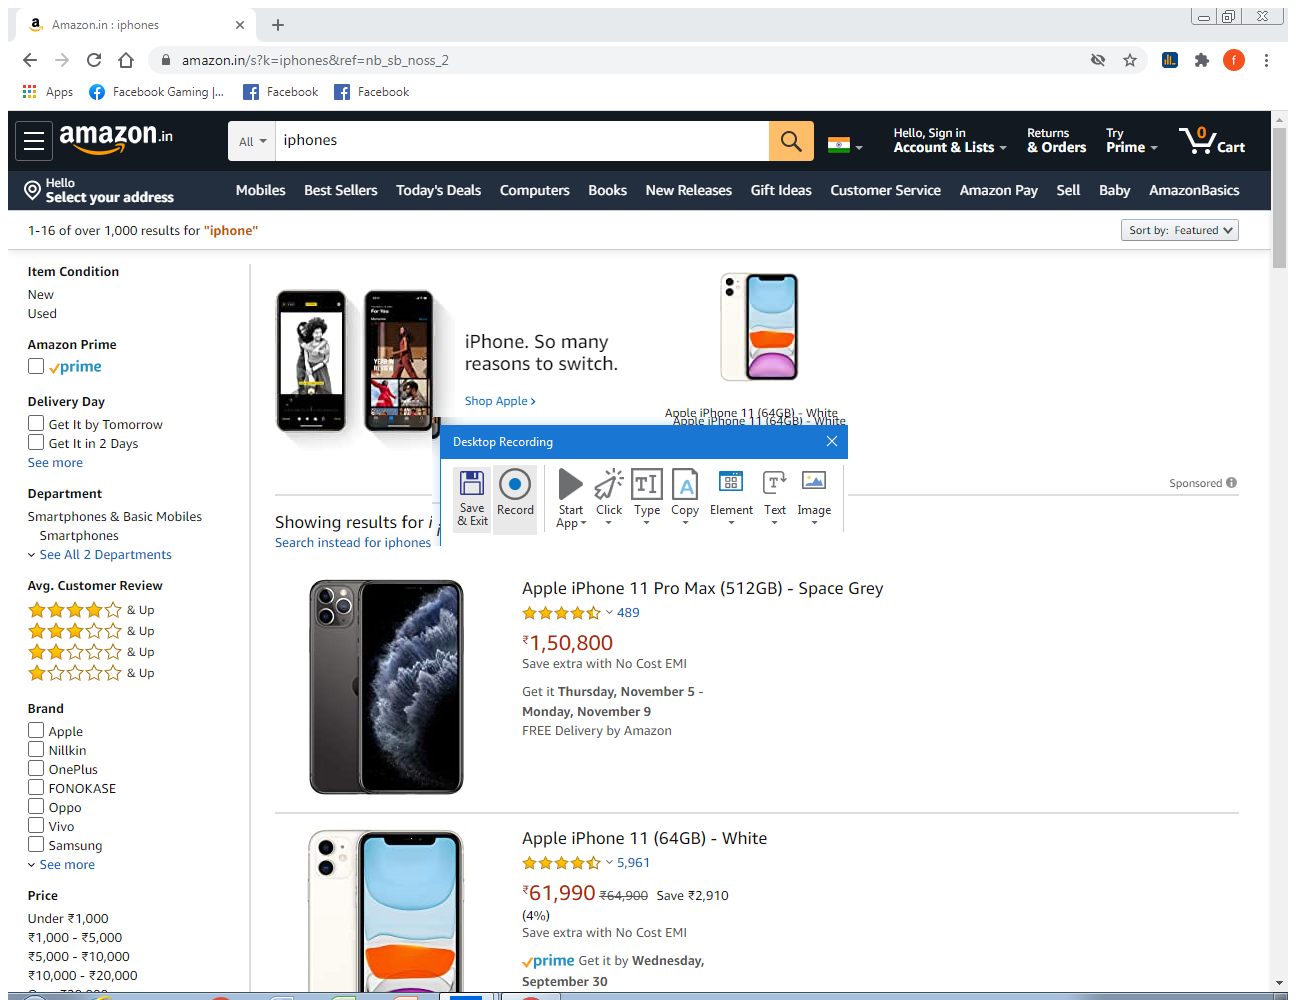 Amazon.in : iphones
amazon.in/s?k=iphones&ref=nb_sb_noss_2
f
Apps
Facebook Gaming |...
Facebook
Facebook
amazon.in
All
iphones
Hello, Sign in
Account & Lists
Returns
& Orders
Try
Prime
0
Cart
Hello
Select your address
Mobiles
Best Sellers
Today's Deals
Computers
Books
New Releases
Gift Ideas
Customer Service
Amazon Pay
Sell
Baby
AmazonBasics
1-16 of over 1,000 results for "iphone"
Sort by: Featured
Item Condition
New
Used
Amazon Prime
prime
Delivery Day
Get It by Tomorrow
Get It in 2 Days
See more
Department
Smartphones & Basic Mobiles
Smartphones
See All 2 Departments
Avg. Customer Review
& Up
& Up
& Up
& Up
Brand
Apple
Nillkin
OnePlus
FONOKASE
Oppo
Vivo
Samsung
See more
Price
Under ₹1,000
₹1,000 - ₹5,000
₹5,000 - ₹10,000
₹10,000 - ₹20,000
For You
iPhone. So many
reasons to switch.
Shop Apple ›
Apple iPhone 11 (64GB) - White
Apple iPhone 11 (64GB) - White
Sponsored
Desktop Recording
Save
& Exit
Record
Start
App
Click
Type
Copy
Element
Text
Image
Showing results for i
Search instead for iphones
Apple iPhone 11 Pro Max (512GB) - Space Grey
489
₹1,50,800
Save extra with No Cost EMI
Get it Thursday, November 5 -
Monday, November 9
FREE Delivery by Amazon
Apple iPhone 11 (64GB) - White
5,961
₹61,990 ₹64,900 Save ₹2,910
(4%)
Save extra with No Cost EMI
prime Get it by Wednesday,
September 30